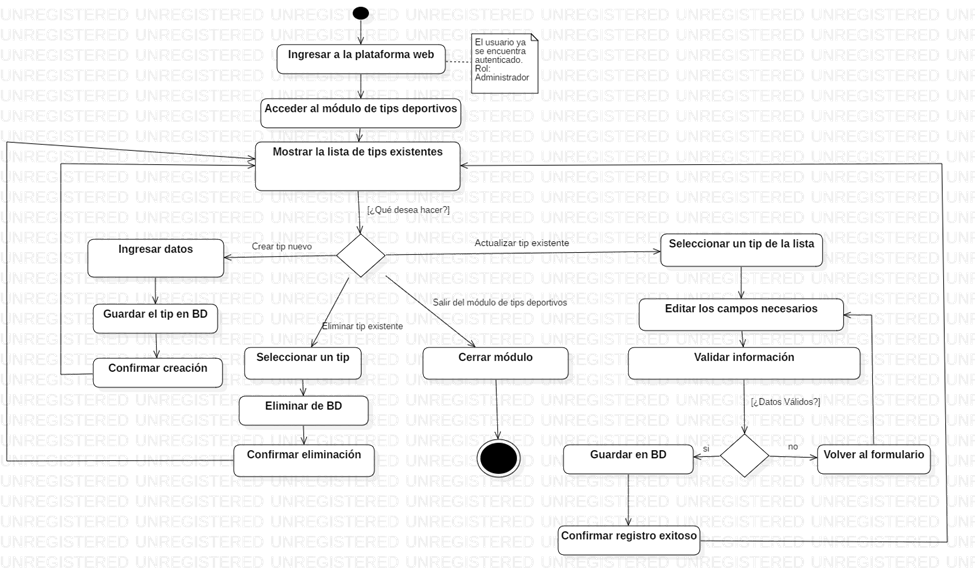 Ingresar a la plataforma web
El usuario ya
se encuentra
autenticado.
Rol:
Administrador
Acceder al módulo de tips deportivos
Mostrar la lista de tips existentes
[¿Qué desea hacer?]
Crear tip nuevo
Actualizar tip existente
Eliminar tip existente
Salir del módulo de tips deportivos
Ingresar datos
Guardar el tip en BD
Confirmar creación
Seleccionar un tip
Eliminar de BD
Confirmar eliminación
Cerrar módulo
Seleccionar un tip de la lista
Editar los campos necesarios
Validar información
[¿Datos Válidos?]
si
no
Guardar en BD
Volver al formulario
Confirmar registro exitoso